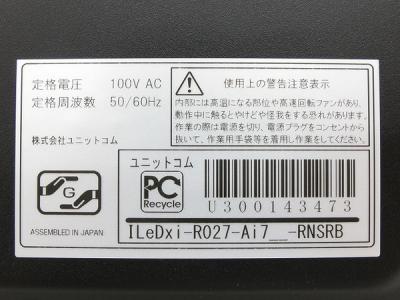 定格電圧 100V AC
定格周波数 50/60Hz
株式会社ユニットコム
使用上の警告注意表示
内部には高温になる部位や高速回転ファンがあり、
動作中に触るとやけどや怪我をする恐れがあります。
作業の際は電源を切り、電源プラグをコンセントから
抜いて、作業用手袋等を着用し作業をしてください。
G
ASSEMBLED IN JAPAN
ユニットコム
PC
Recycle
U300143473
ILeDxi-R027-Ai7 -RNSRB